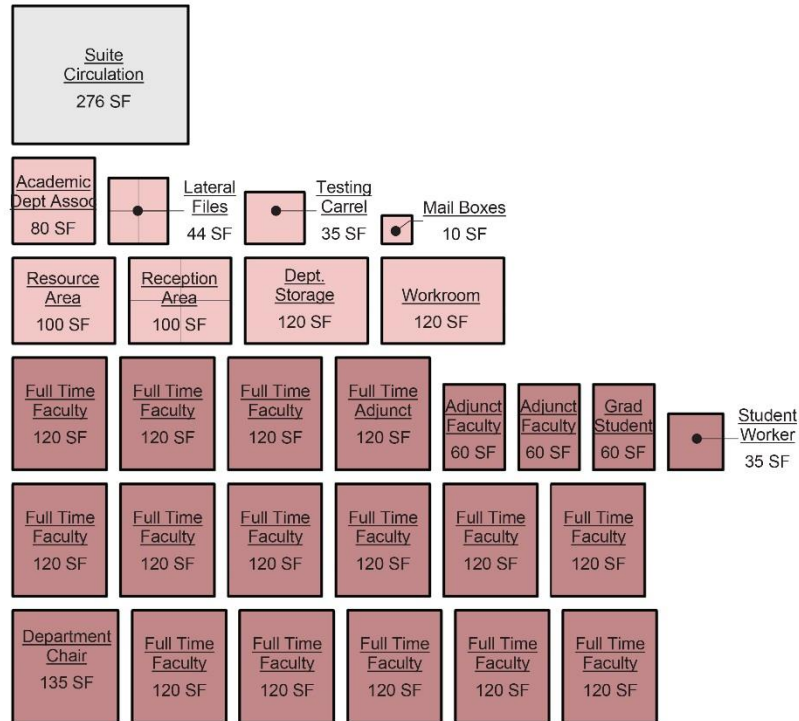 Suite
Circulation
276 SF
Academic
Dept Assoc
80 SF
Lateral
Files
44 SF
Testing
Carrel
35 SF
Mail Boxes
10 SF
Resource
Area
100 SF
Reception
Area
100 SF
Dept.
Storage
120 SF
Workroom
120 SF
Full Time
Faculty
120 SF
Full Time
Faculty
120 SF
Full Time
Faculty
120 SF
Full Time
Adjunct
120 SF
Adjunct
Faculty
60 SF
Adjunct
Faculty
60 SF
Grad
Student
60 SF
Student
Worker
35 SF
Full Time
Faculty
120 SF
Full Time
Faculty
120 SF
Full Time
Faculty
120 SF
Full Time
Faculty
120 SF
Full Time
Faculty
120 SF
Full Time
Faculty
120 SF
Department
Chair
135 SF
Full Time
Faculty
120 SF
Full Time
Faculty
120 SF
Full Time
Faculty
120 SF
Full Time
Faculty
120 SF
Full Time
Faculty
120 SF